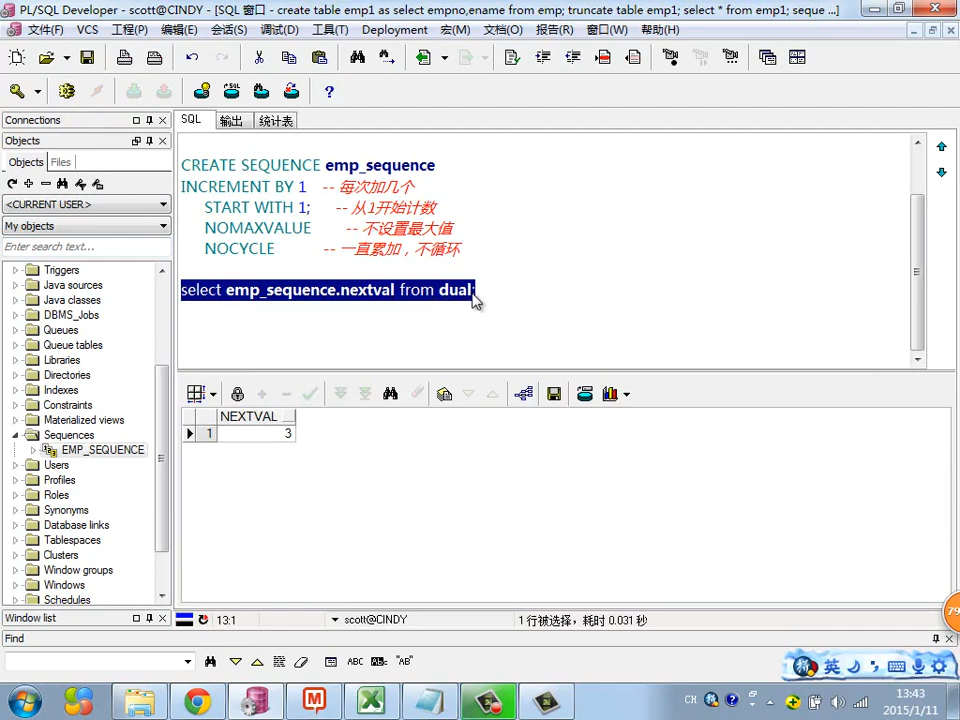 PL/SQL Developer - scott@CINDY - [SQL 窗口 - create table emp1 as select empno,ename from emp; truncate table emp1; select * from emp1; seque ...]
文件(F) VCS 工程(P) 编辑(E) 会话(S) 调试(D) 工具(T) Deployment 宏(M) 文档(O) 报告(R) 窗口(W) 帮助(H)
Connections
Objects
Objects Files
<CURRENT USER>
My objects
Enter search text...
Triggers
Java sources
Java classes
DBMS_Jobs
Queues
Queue tables
Libraries
Directories
Indexes
Constraints
Materialized views
Sequences
EMP_SEQUENCE
Users
Profiles
Roles
Synonyms
Database links
Tablespaces
Clusters
Window groups
Windows
Schedules
Window list
SQL 输出 统计表
CREATE SEQUENCE emp_sequence
INCREMENT BY 1 -- 每次加几个
START WITH 1; -- 从1开始计数
NOMAXVALUE -- 不设置最大值
NOCYCLE -- 一直累加，不循环
select emp_sequence.nextval from dual;
NEXTVAL
1 3
13:1 scott@CINDY 1 行被选择，耗时 0.031 秒
Find
ABC "AB"
英
79
CH
13:43
2015/1/11